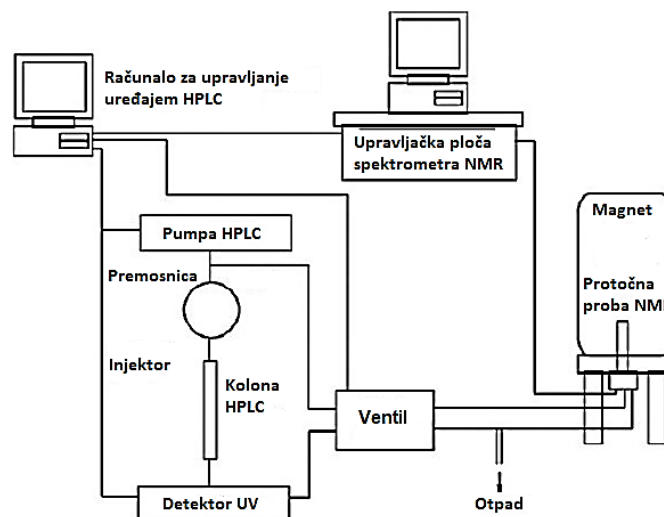 Računalo za upravljanje
uređajem HPLC
Upravljačka ploča
spektrometra NMR
Magnet
Pumpa HPLC
Premosnica
Protočna
proba NM
Injektor
Kolona
HPLC
Ventil
Detektor UV
Otpad